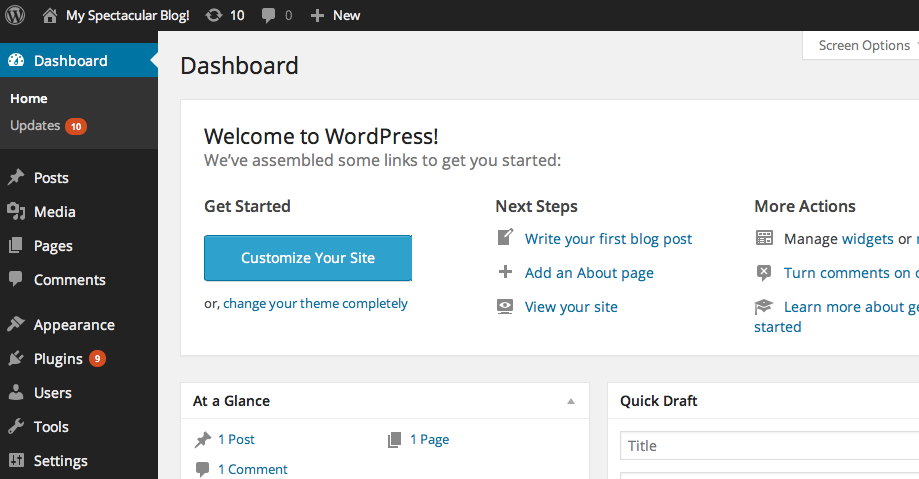 My Spectacular Blog! 10 0 New
Screen Options
Dashboard
Home
Updates 10
Posts
Media
Pages
Comments
Appearance
Plugins 9
Users
Tools
Settings
Dashboard
Welcome to WordPress!
We've assembled some links to get you started:
Get Started
Customize Your Site
or, change your theme completely
Next Steps
Write your first blog post
Add an About page
View your site
More Actions
Manage widgets or
Turn comments on
Learn more about
started
At a Glance
1 Post
1 Page
1 Comment
Quick Draft
Title